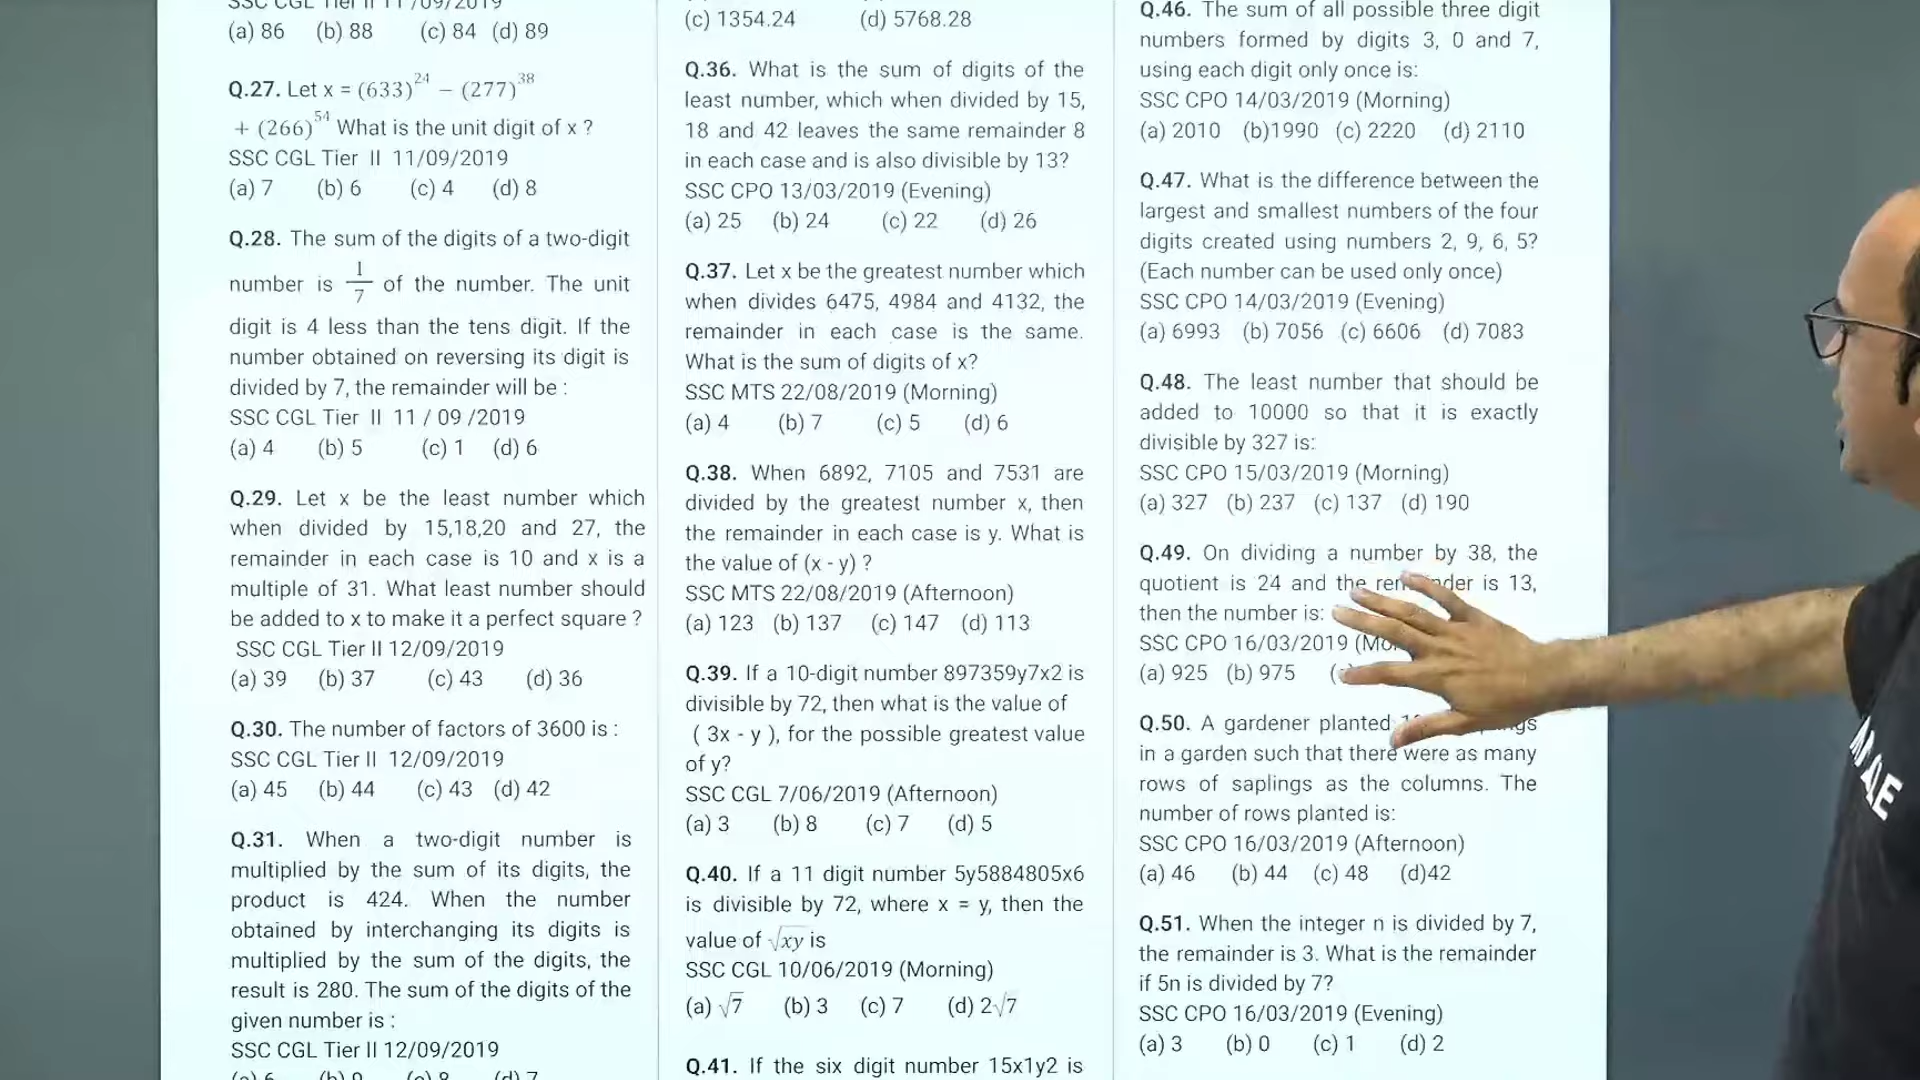 SSC CGL Tier II 11/09/2019
(a) 86 (b) 88 (c) 84 (d) 89
Q.27. Let x = (633)^24 − (277)^38
+ (266)^54 What is the unit digit of x ?
SSC CGL Tier II 11/09/2019
(a) 7 (b) 6 (c) 4 (d) 8
Q.28. The sum of the digits of a two-digit
number is 1/7 of the number. The unit
digit is 4 less than the tens digit. If the
number obtained on reversing its digit is
divided by 7, the remainder will be :
SSC CGL Tier II 11 / 09 /2019
(a) 4 (b) 5 (c) 1 (d) 6
Q.29. Let x be the least number which
when divided by 15,18,20 and 27, the
remainder in each case is 10 and x is a
multiple of 31. What least number should
be added to x to make it a perfect square ?
SSC CGL Tier II 12/09/2019
(a) 39 (b) 37 (c) 43 (d) 36
Q.30. The number of factors of 3600 is :
SSC CGL Tier II 12/09/2019
(a) 45 (b) 44 (c) 43 (d) 42
Q.31. When a two-digit number is
multiplied by the sum of its digits, the
product is 424. When the number
obtained by interchanging its digits is
multiplied by the sum of the digits, the
result is 280. The sum of the digits of the
given number is :
SSC CGL Tier II 12/09/2019
(a) 6 (b) 9 (c) 8 (d) 7
(c) 1354.24 (d) 5768.28
Q.36. What is the sum of digits of the
least number, which when divided by 15,
18 and 42 leaves the same remainder 8
in each case and is also divisible by 13?
SSC CPO 13/03/2019 (Evening)
(a) 25 (b) 24 (c) 22 (d) 26
Q.37. Let x be the greatest number which
when divides 6475, 4984 and 4132, the
remainder in each case is the same.
What is the sum of digits of x?
SSC MTS 22/08/2019 (Morning)
(a) 4 (b) 7 (c) 5 (d) 6
Q.38. When 6892, 7105 and 7531 are
divided by the greatest number x, then
the remainder in each case is y. What is
the value of (x - y) ?
SSC MTS 22/08/2019 (Afternoon)
(a) 123 (b) 137 (c) 147 (d) 113
Q.39. If a 10-digit number 897359y7x2 is
divisible by 72, then what is the value of
( 3x - y ), for the possible greatest value
of y?
SSC CGL 7/06/2019 (Afternoon)
(a) 3 (b) 8 (c) 7 (d) 5
Q.40. If a 11 digit number 5y5884805x6
is divisible by 72, where x = y, then the
value of √xy is
SSC CGL 10/06/2019 (Morning)
(a) √7 (b) 3 (c) 7 (d) 2√7
Q.41. If the six digit number 15x1y2 is
Q.46. The sum of all possible three digit
numbers formed by digits 3, 0 and 7,
using each digit only once is:
SSC CPO 14/03/2019 (Morning)
(a) 2010 (b)1990 (c) 2220 (d) 2110
Q.47. What is the difference between the
largest and smallest numbers of the four
digits created using numbers 2, 9, 6, 5?
(Each number can be used only once)
SSC CPO 14/03/2019 (Evening)
(a) 6993 (b) 7056 (c) 6606 (d) 7083
Q.48. The least number that should be
added to 10000 so that it is exactly
divisible by 327 is:
SSC CPO 15/03/2019 (Morning)
(a) 327 (b) 237 (c) 137 (d) 190
Q.49. On dividing a number by 38, the
quotient is 24 and the is 13,
then the number is:
SSC CPO 16/03/2019
(a) 925 (b) 975
Q.50. A gardener planted
in a garden such that there were as many
rows of saplings as the columns. The
number of rows planted is:
SSC CPO 16/03/2019 (Afternoon)
(a) 46 (b) 44 (c) 48 (d)42
Q.51. When the integer n is divided by 7,
the remainder is 3. What is the remainder
if 5n is divided by 7?
SSC CPO 16/03/2019 (Evening)
(a) 3 (b) 0 (c) 1 (d) 2